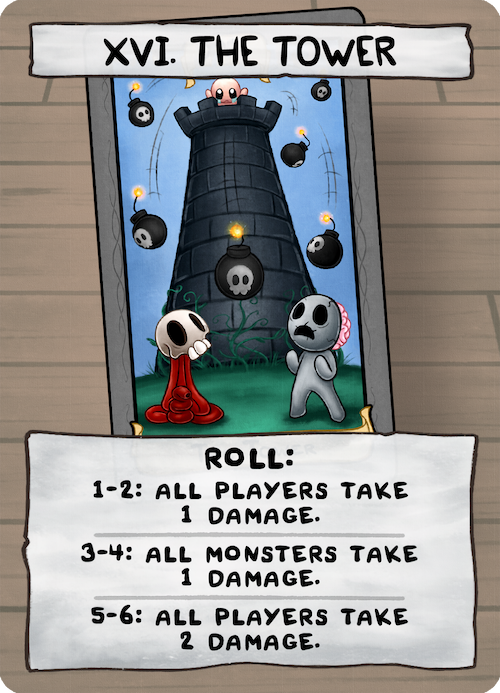 XVI. THE TOWER
ROLL:
1-2: ALL PLAYERS TAKE
1 DAMAGE.
3-4: ALL MONSTERS TAKE
1 DAMAGE.
5-6: ALL PLAYERS TAKE
2 DAMAGE.